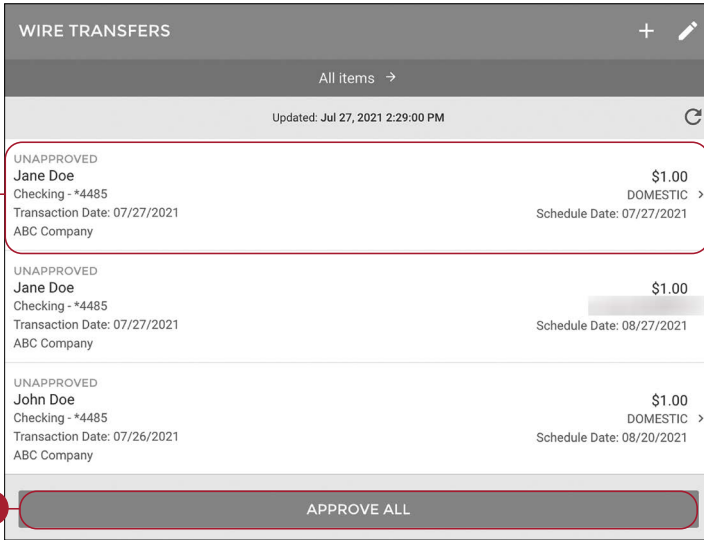 WIRE TRANSFERS
All items →
Updated: Jul 27, 2021 2:29:00 PM
UNAPPROVED
Jane Doe $1.00
Checking - *4485 DOMESTIC >
Transaction Date: 07/27/2021 Schedule Date: 07/27/2021
ABC Company
UNAPPROVED
Jane Doe $1.00
Checking - *4485
Transaction Date: 07/27/2021 Schedule Date: 08/27/2021
ABC Company
UNAPPROVED
John Doe $1.00
Checking - *4485 DOMESTIC >
Transaction Date: 07/26/2021 Schedule Date: 08/20/2021
ABC Company
APPROVE ALL